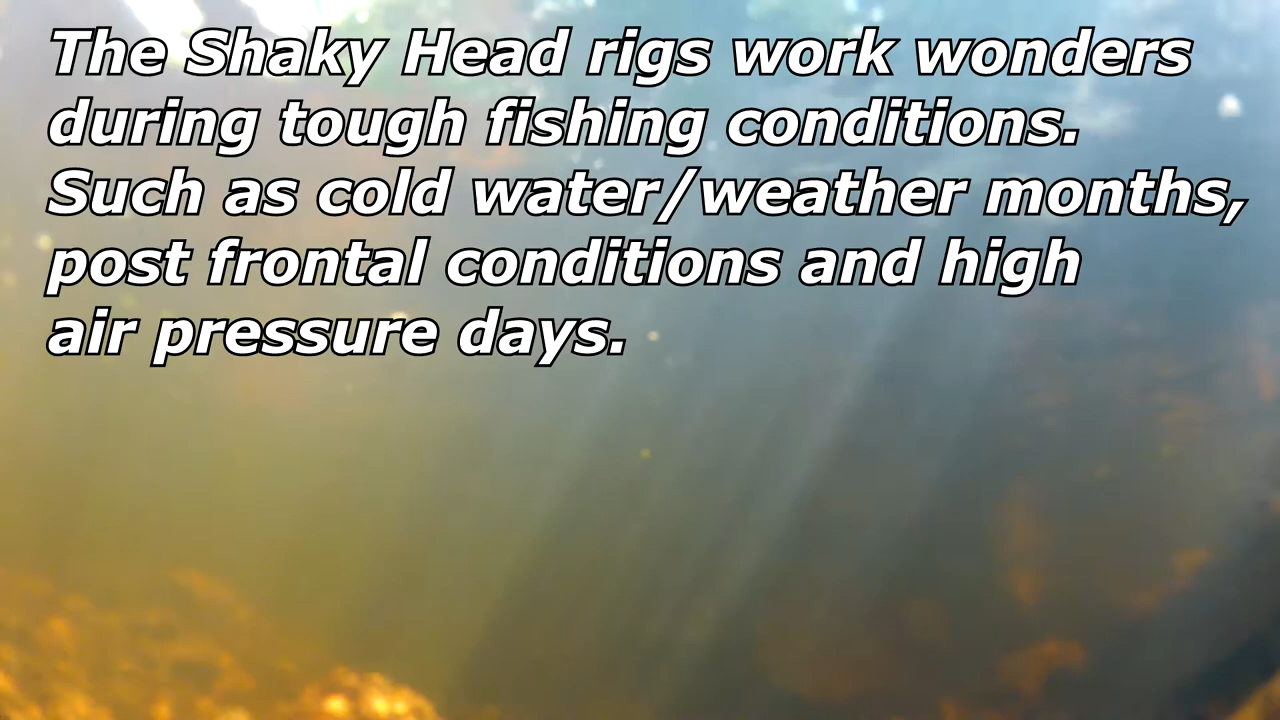 The Shaky Head rigs work wonders
during tough fishing conditions.
Such as cold water/weather months,
post frontal conditions and high
air pressure days.